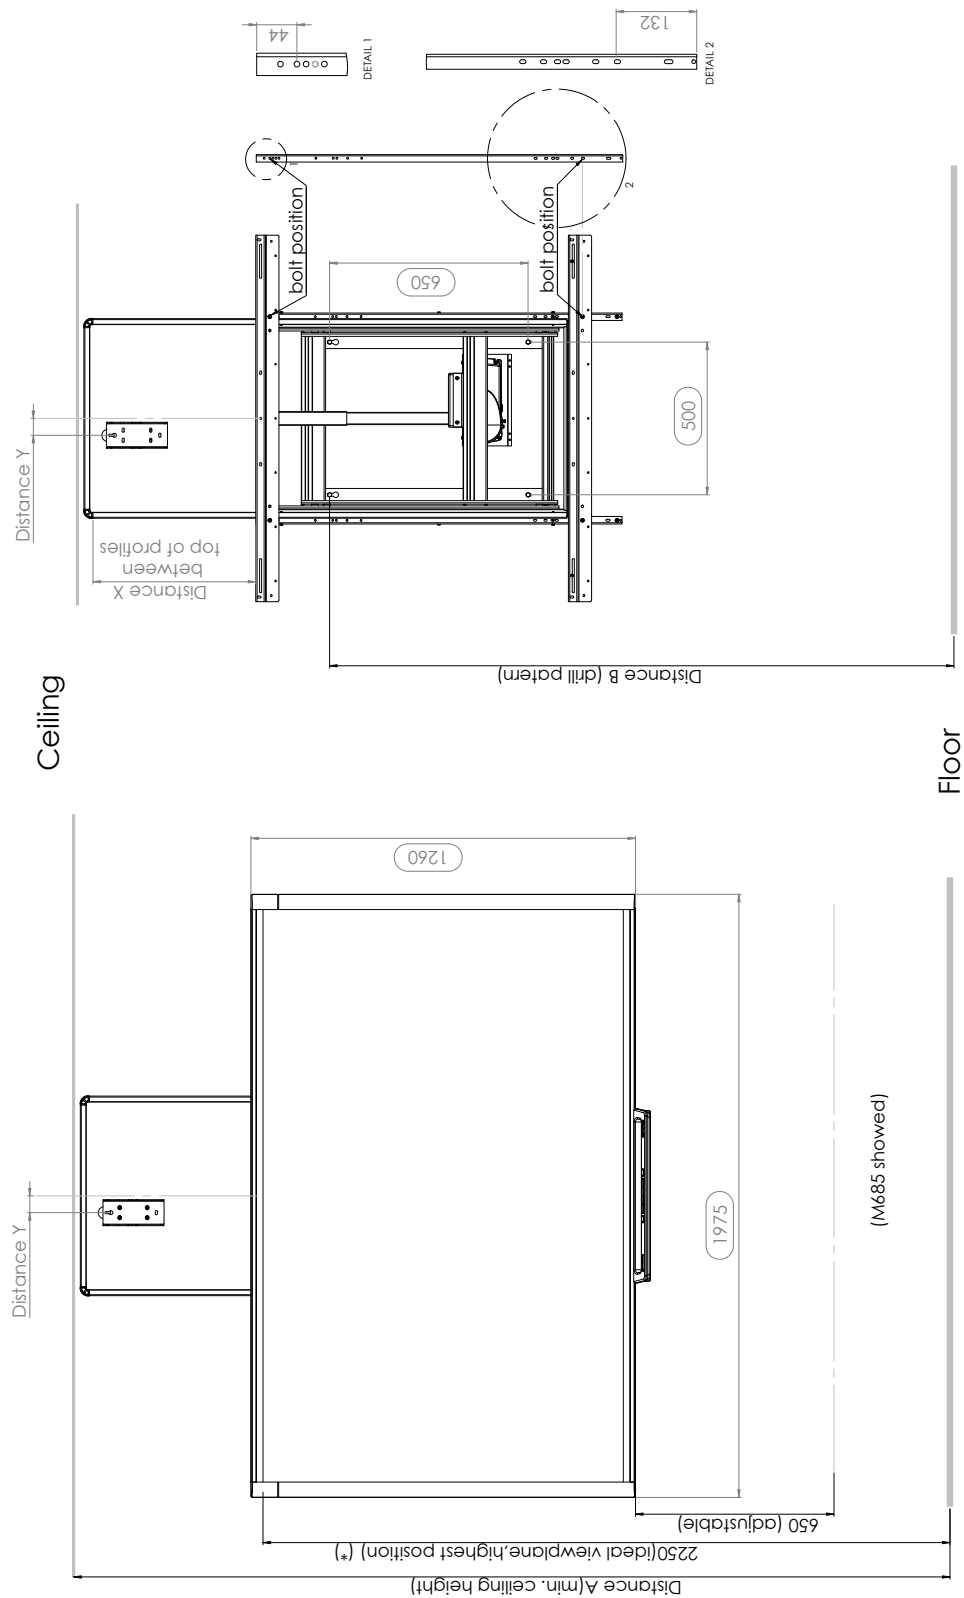 Ceiling
Floor
Distance Y
1260
1975
(M685 showed)
650 (adjustable)
2250(ideal viewplane,highest position) (*)
Distance A(min. ceiling height)
Distance Y
Distance X
between
top of profiles
bolt position
bolt position
650
500
Distance B (drill patern)
1
2
44
DETAIL 1
132
DETAIL 2